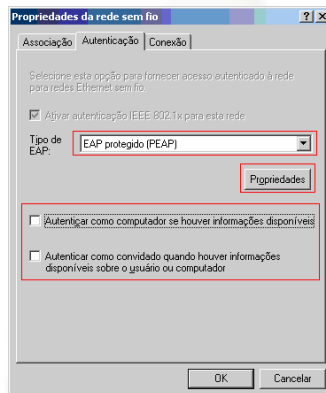 Propriedades da rede sem fio
Associação Autenticação Conexão
Selecione esta opção para fornecer acesso autenticado à rede
para redes Ethernet sem fio.
Ativar autenticação IEEE 802.1x para esta rede
Tipo de
EAP:
EAP protegido (PEAP)
Propriedades
Autenticar como computador se houver informações disponíveis
Autenticar como convidado quando houver informações
disponíveis sobre o usuário ou computador
OK Cancelar